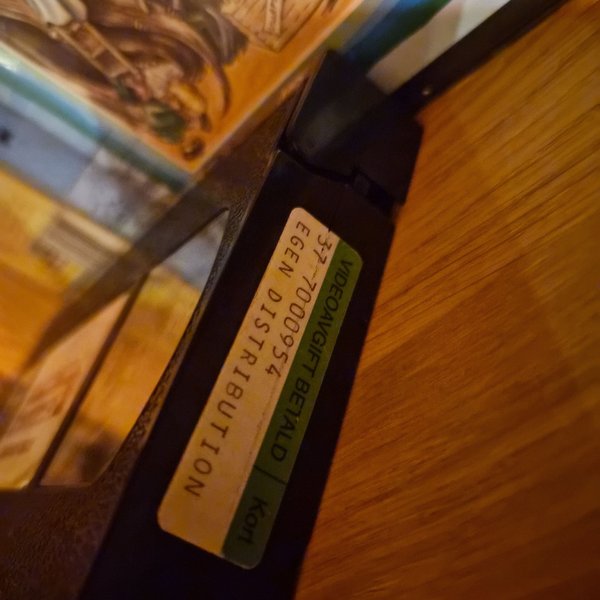 VIDEOAVGIFT BETALD | Kort
37-7000954
EGEN DISTRIBUTION